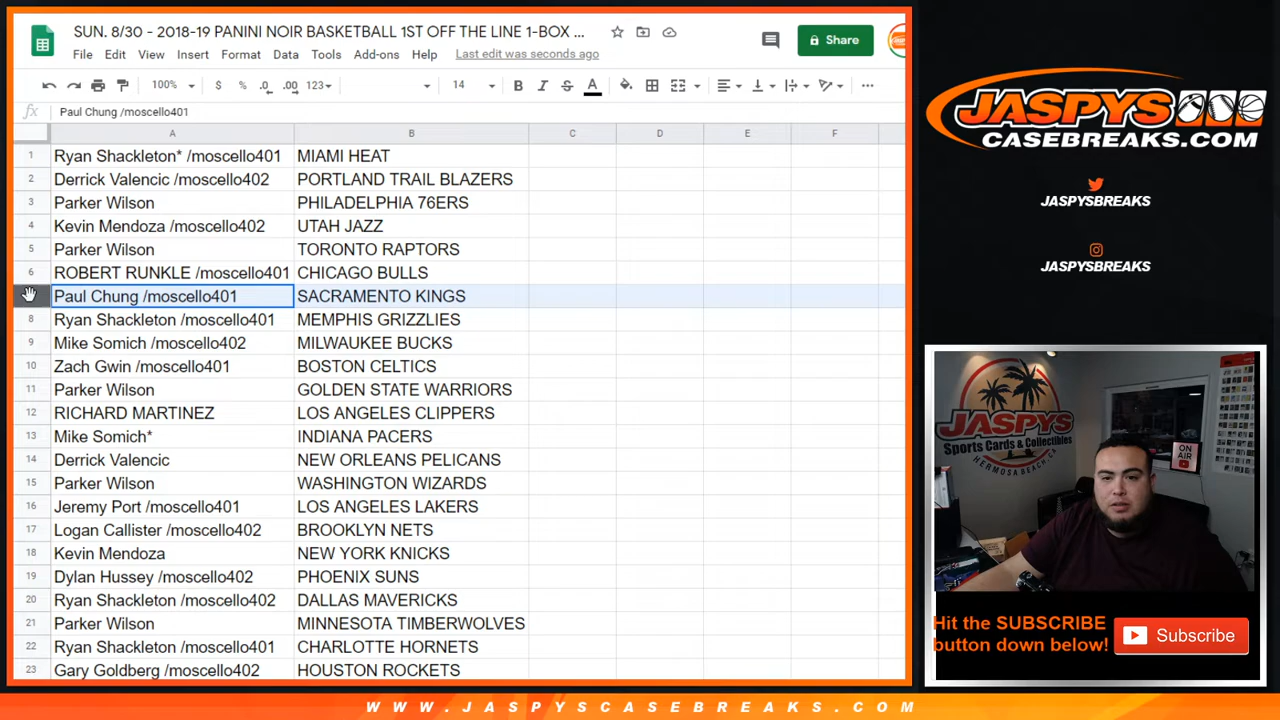 SUN. 8/30 - 2018-19 PANINI NOIR BASKETBALL 1ST OFF THE LINE 1-BOX ...
File Edit View Insert Format Data Tools Add-ons Help Last edit was seconds ago
Share
100% $ % .0 .00 123 14 B I S A
fx Paul Chung /moscello401
A B C D E F
1 Ryan Shackleton* /moscello401 MIAMI HEAT
2 Derrick Valencic /moscello402 PORTLAND TRAIL BLAZERS
3 Parker Wilson PHILADELPHIA 76ERS
4 Kevin Mendoza /moscello402 UTAH JAZZ
5 Parker Wilson TORONTO RAPTORS
6 ROBERT RUNKLE /moscello401 CHICAGO BULLS
Paul Chung /moscello401 SACRAMENTO KINGS
8 Ryan Shackleton /moscello401 MEMPHIS GRIZZLIES
9 Mike Somich /moscello402 MILWAUKEE BUCKS
10 Zach Gwin /moscello401 BOSTON CELTICS
11 Parker Wilson GOLDEN STATE WARRIORS
12 RICHARD MARTINEZ LOS ANGELES CLIPPERS
13 Mike Somich* INDIANA PACERS
14 Derrick Valencic NEW ORLEANS PELICANS
15 Parker Wilson WASHINGTON WIZARDS
16 Jeremy Port /moscello401 LOS ANGELES LAKERS
17 Logan Callister /moscello402 BROOKLYN NETS
18 Kevin Mendoza NEW YORK KNICKS
19 Dylan Hussey /moscello402 PHOENIX SUNS
20 Ryan Shackleton /moscello402 DALLAS MAVERICKS
21 Parker Wilson MINNESOTA TIMBERWOLVES
22 Ryan Shackleton /moscello401 CHARLOTTE HORNETS
23 Gary Goldberg /moscello402 HOUSTON ROCKETS
JASPYS
CASEBREAKS.COM
JASPYSBREAKS
JASPYSBREAKS
JASPYS
Sports Cards & Collectibles
HERMOSA BEACH, CA
ON AIR
Hit the SUBSCRIBE
button down below!
Subscribe
WWW.JASPYSCASEBREAKS.COM